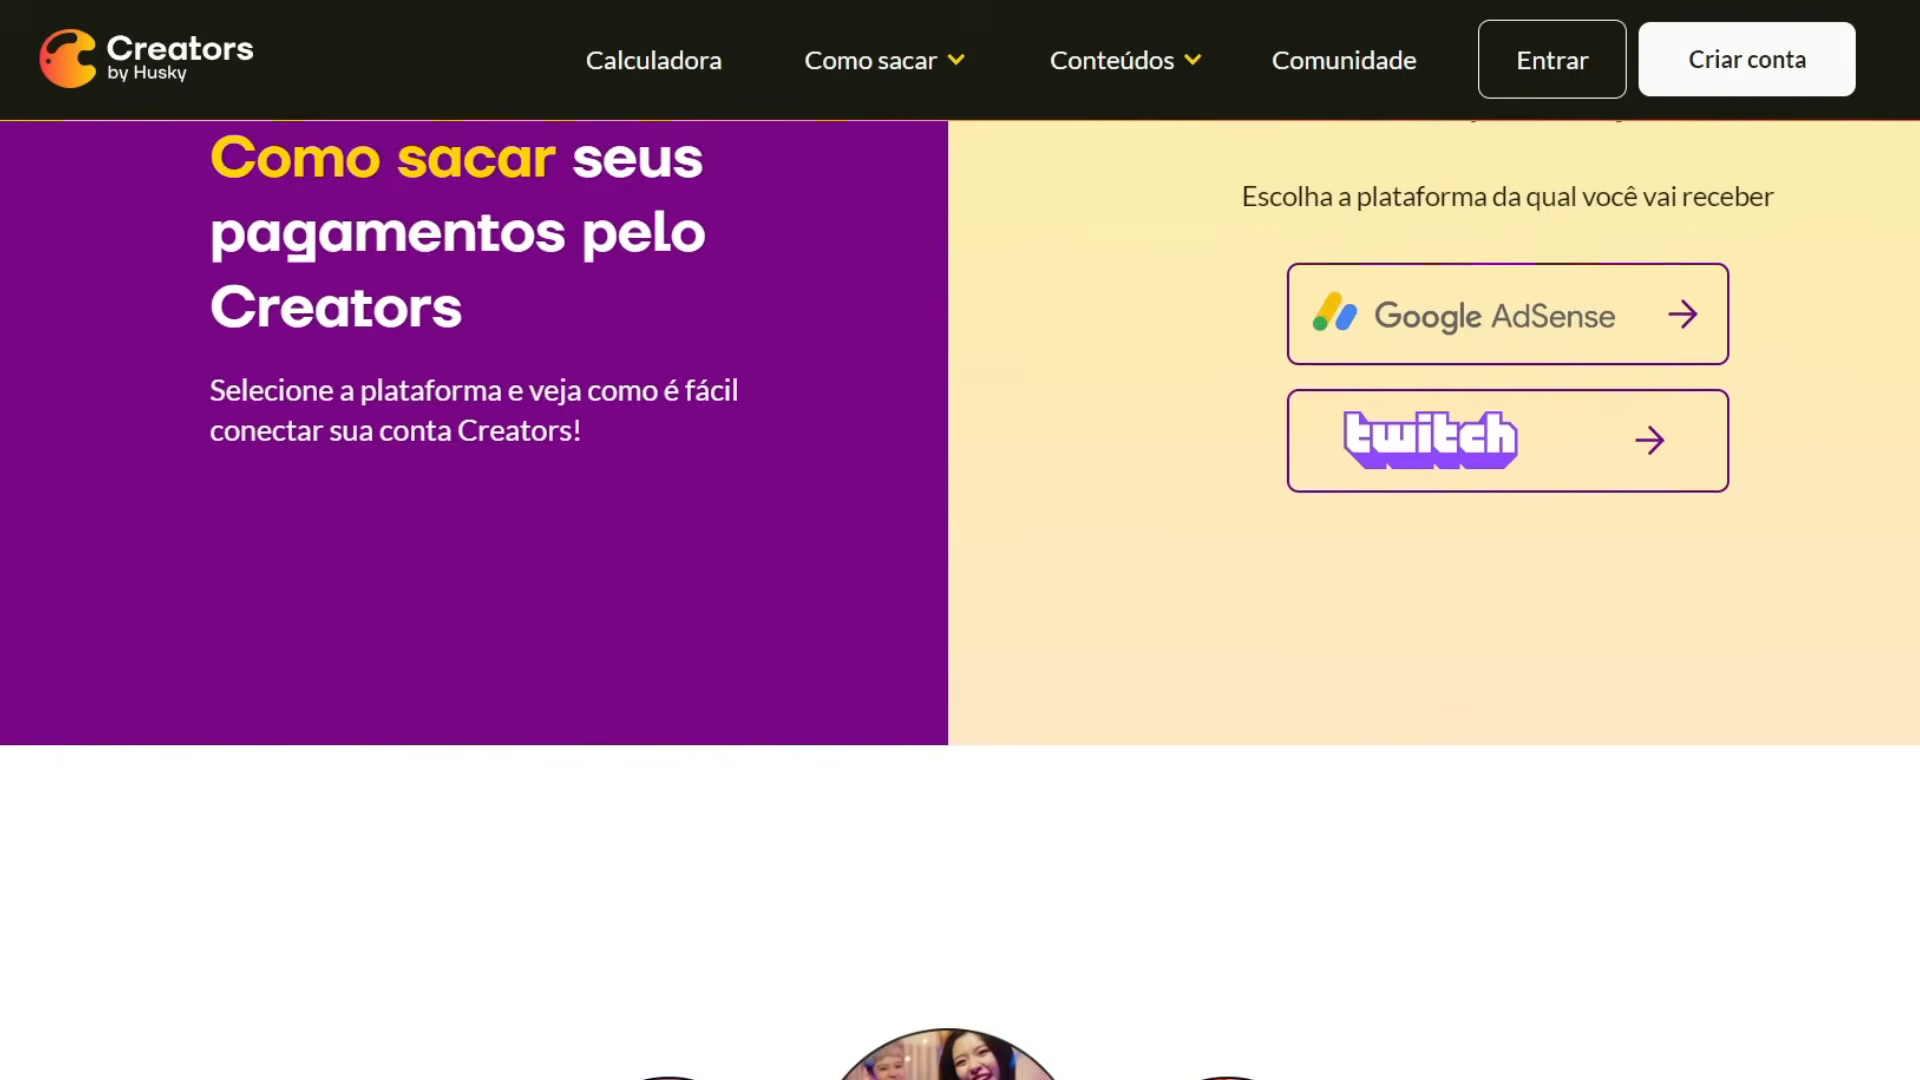 Creators
by Husky
Calculadora
Como sacar
Conteúdos
Comunidade
Entrar
Criar conta
Como sacar seus
pagamentos pelo
Creators
Selecione a plataforma e veja como é fácil
conectar sua conta Creators!
Escolha a plataforma da qual você vai receber
Google AdSense
twitch